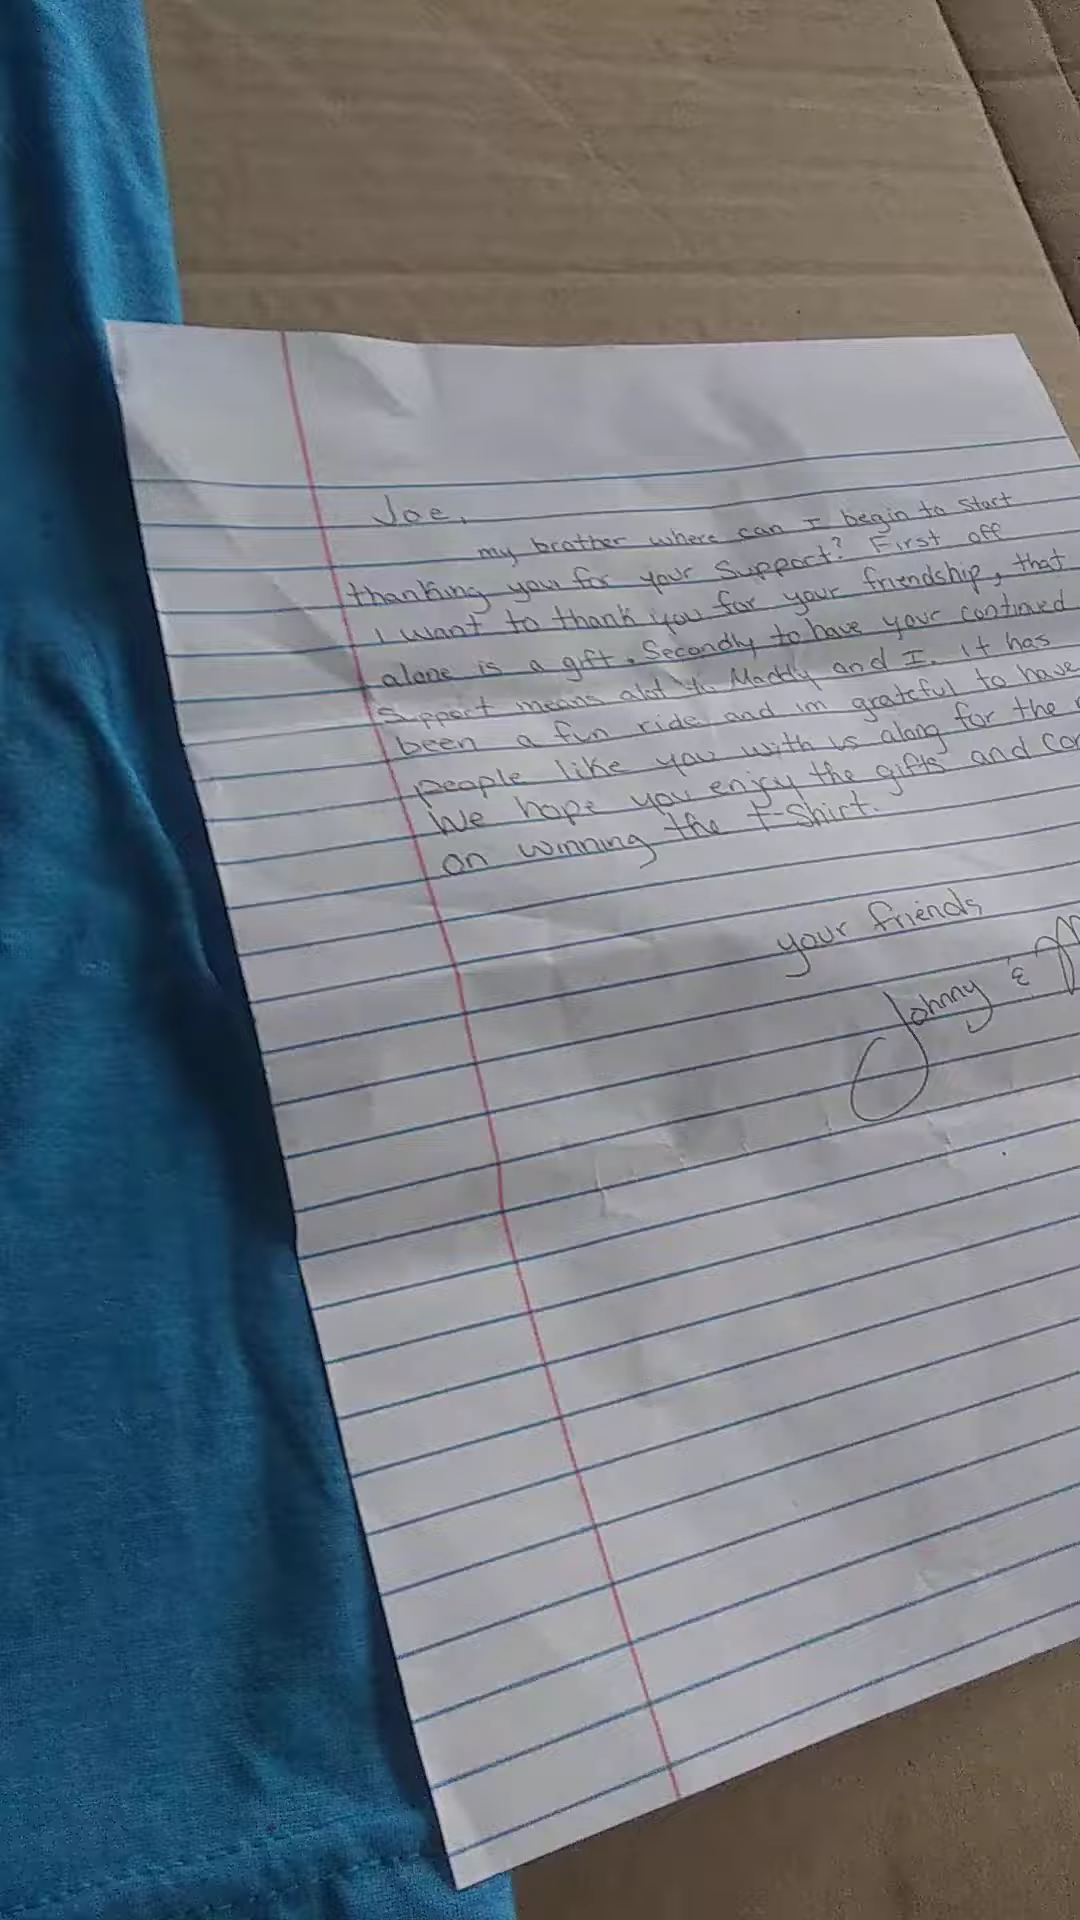 Joe,
my brother where can I begin to start
thanking you for your support? First off
I want to thank you for your friendship, that
alone is a gift. Secondly to have your continued
support means alot to Maddy and I. It has
been a fun ride and im grateful to have
people like you with us along for the
We hope you enjoy the gifts and
on winning the t-shirt.
your friends
Johnny &